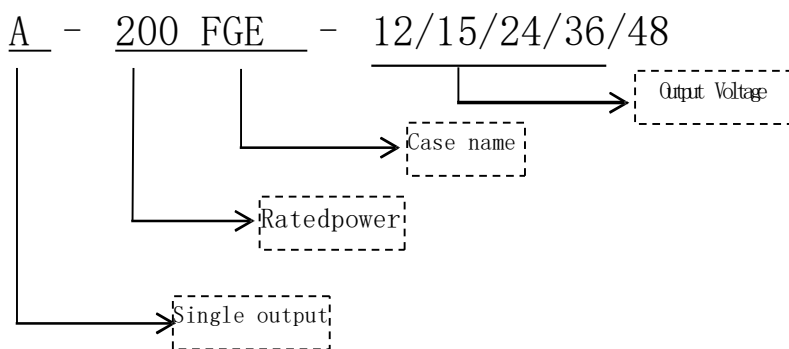 A - 200 FGE - 12/15/24/36/48
Output Voltage
Case name
Ratedpower
Single output